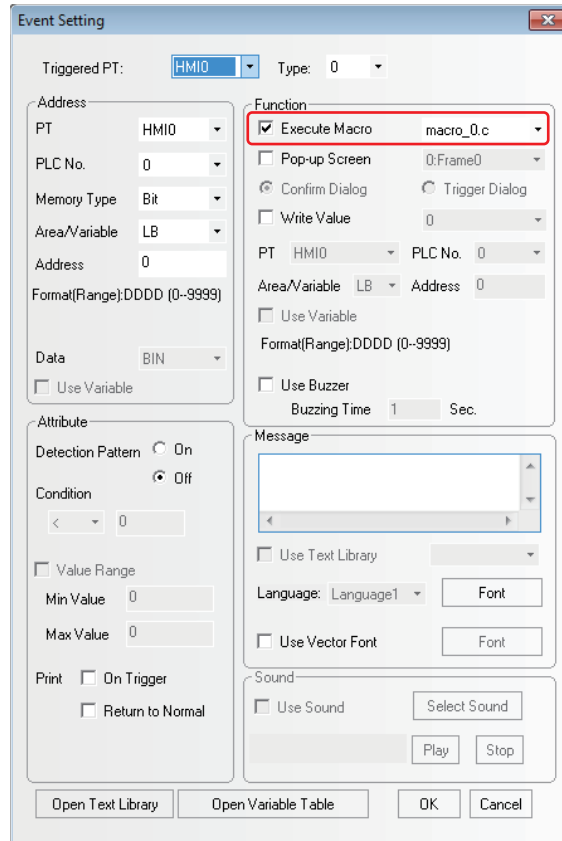 Event Setting
Triggered PT: HMI0 Type: 0
Address
PT HMI0
PLC No. 0
Memory Type Bit
Area/Variable LB
Address 0
Format(Range):DDDD (0--9999)
Data BIN
Use Variable
Attribute
Detection Pattern On
Off
Condition
< 0
Value Range
Min Value 0
Max Value 0
Print On Trigger
Return to Normal
Function
Execute Macro macro_0.c
Pop-up Screen 0:Frame0
Confirm Dialog Trigger Dialog
Write Value 0
PT HMI0 PLC No. 0
Area/Variable LB Address 0
Use Variable
Format(Range):DDDD (0--9999)
Use Buzzer
Buzzing Time 1 Sec.
Message
Use Text Library
Language: Language1 Font
Use Vector Font Font
Sound
Use Sound Select Sound
Play Stop
Open Text Library Open Variable Table OK Cancel